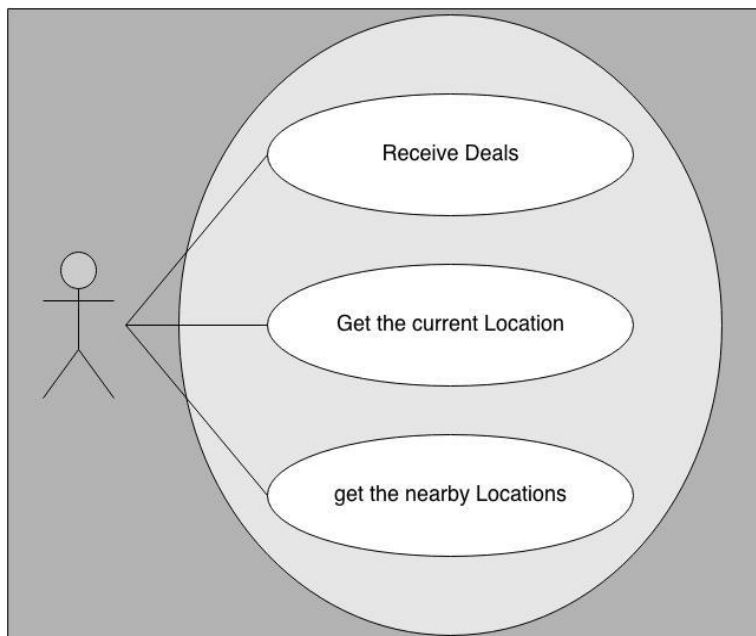 Receive Deals
Get the current Location
get the nearby Locations